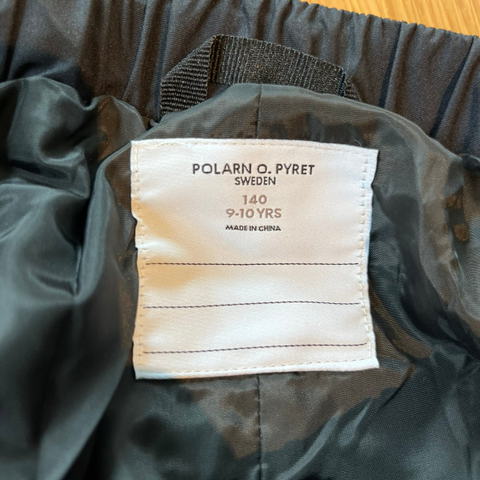 POLARN O. PYRET
SWEDEN
140
9-10 YRS
MADE IN CHINA